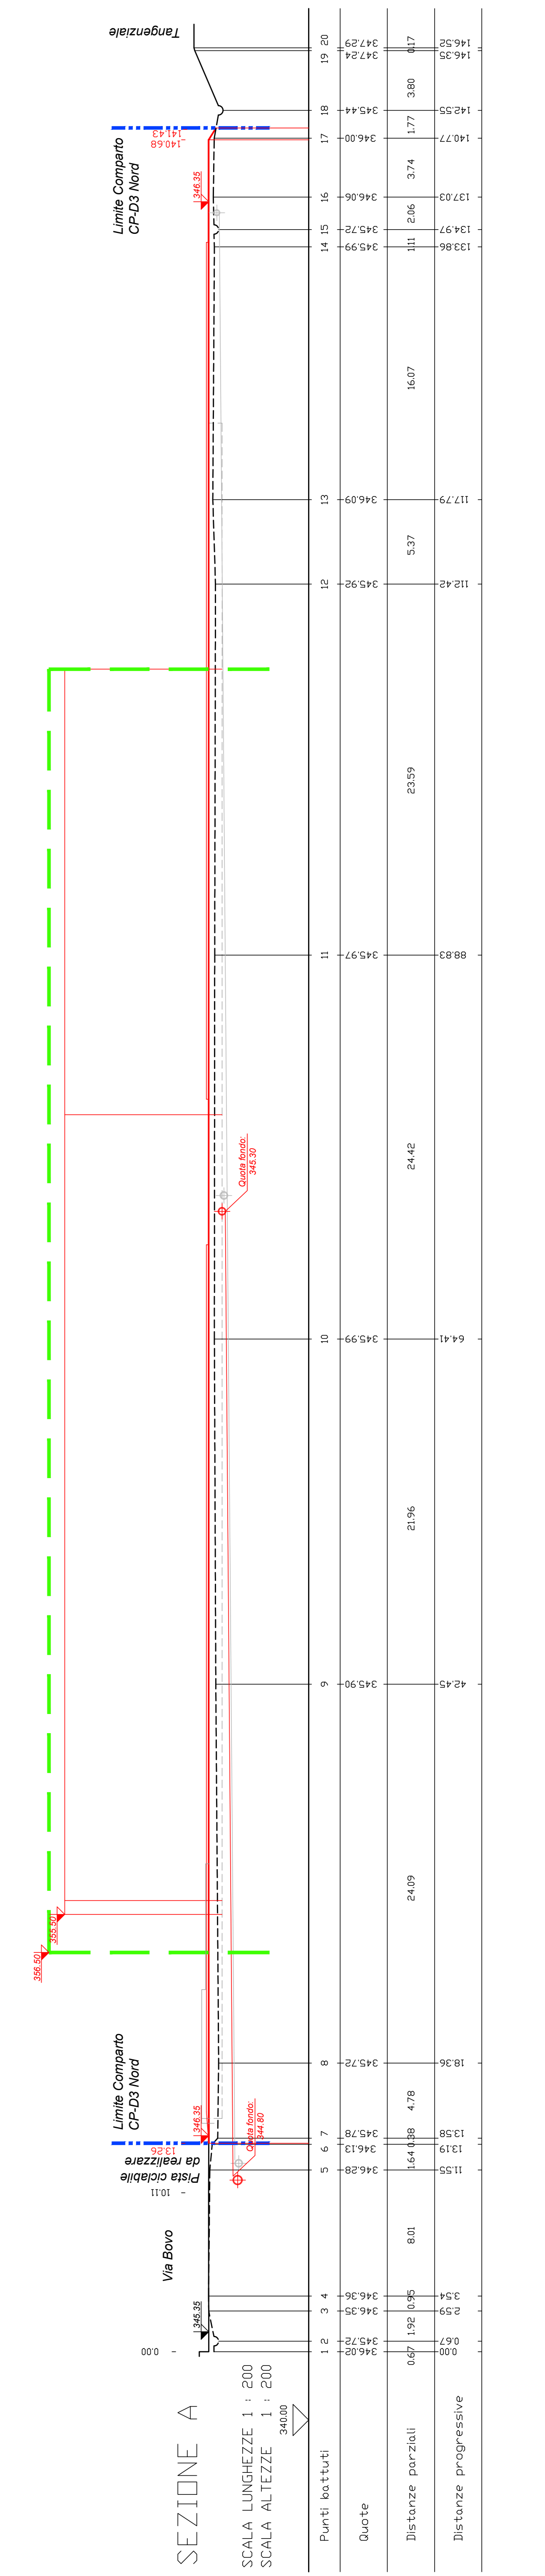 SEZIONE A
SCALA LUNGHEZZE 1 : 200
SCALA ALTEZZE 1 : 200
340.00
0.00
345.35
Via Bovo
10.11
Pista ciclabile
da realizzare
13.26
Limite Comparto
CP-D3 Nord
346.35
Quota fondo:
344.80
356.50
355.50
Quota fondo:
345.30
346.35
Limite Comparto
CP-D3 Nord
140.68
141.43
Tangenziale
Punti battuti 1 2 3 4 5 6 7 8 9 10 11 12 13 14 15 16 17 18 19 20
Quote 346.02 345.72 346.35 346.36 346.28 346.13 345.78 345.72 345.90 345.99 345.97 345.92 346.09 345.99 345.72 346.06 346.00 345.44 347.24 347.29
Distanze parziali 0.67 1.92 0.95 8.01 1.64 0.38 4.78 24.09 21.96 24.42 23.59 5.37 16.07 1.11 2.06 3.74 1.77 3.80 0.17
Distanze progressive 0.00 0.67 2.59 3.54 11.55 13.19 13.58 18.36 42.45 64.41 88.83 112.42 117.79 133.86 134.97 137.03 140.77 142.55 146.35 146.52